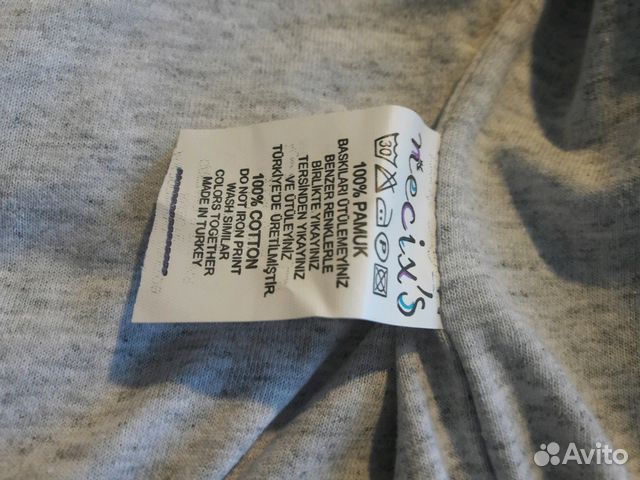 necix's
30
P
100% PAMUK
BASKILARI ÜTÜLEMEYİNİZ
BENZER RENKLERLE
BİRLİKTE YIKAYINIZ
TERSİNDEN YIKAYINIZ
VE ÜTÜLEYİNİZ
TÜRKİYE'DE ÜRETİLMİŞTİR
100% COTTON
DO NOT IRON PRINT
WASH SIMILAR
COLORS TOGETHER
MADE IN TURKEY
Avito